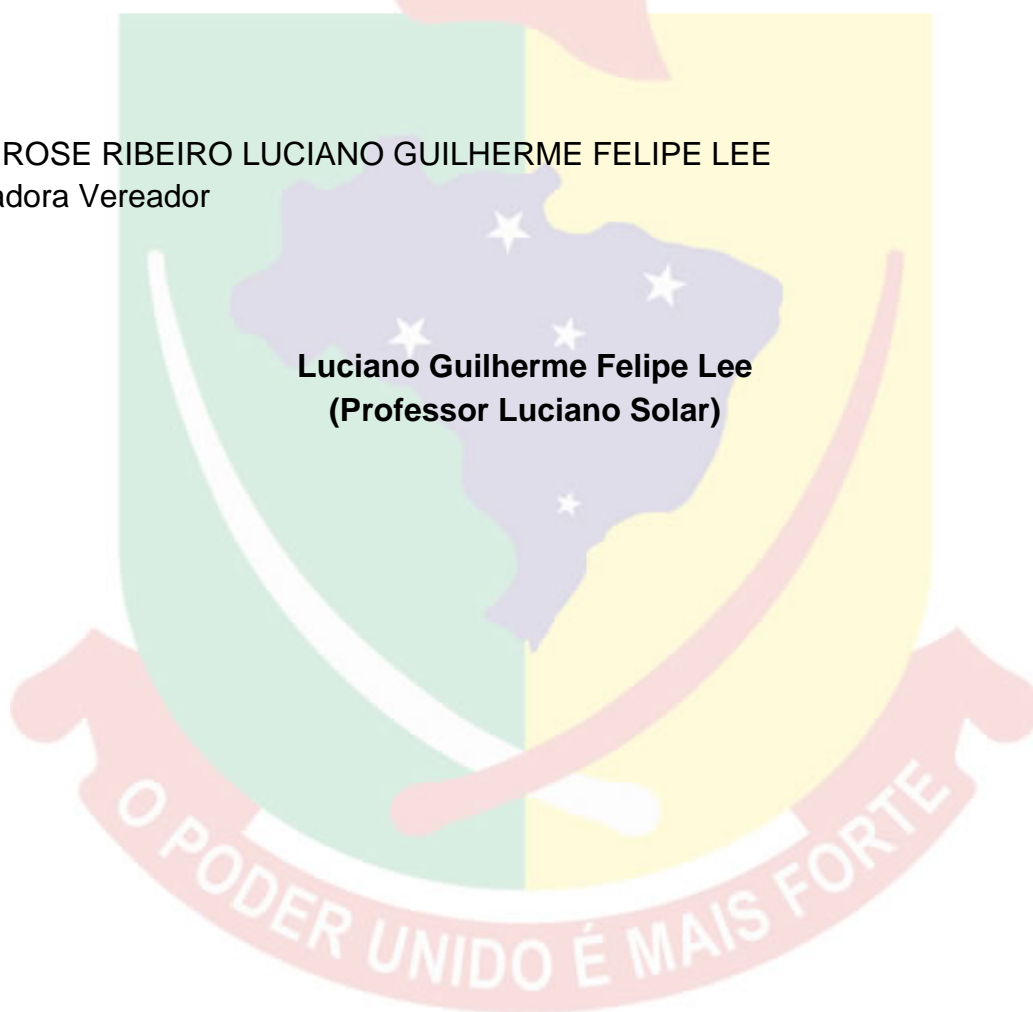 ROSE RIBEIRO LUCIANO GUILHERME FELIPE LEE
adora Vereador
Luciano Guilherme Felipe Lee
(Professor Luciano Solar)
O PODER UNIDO É MAIS FORTE